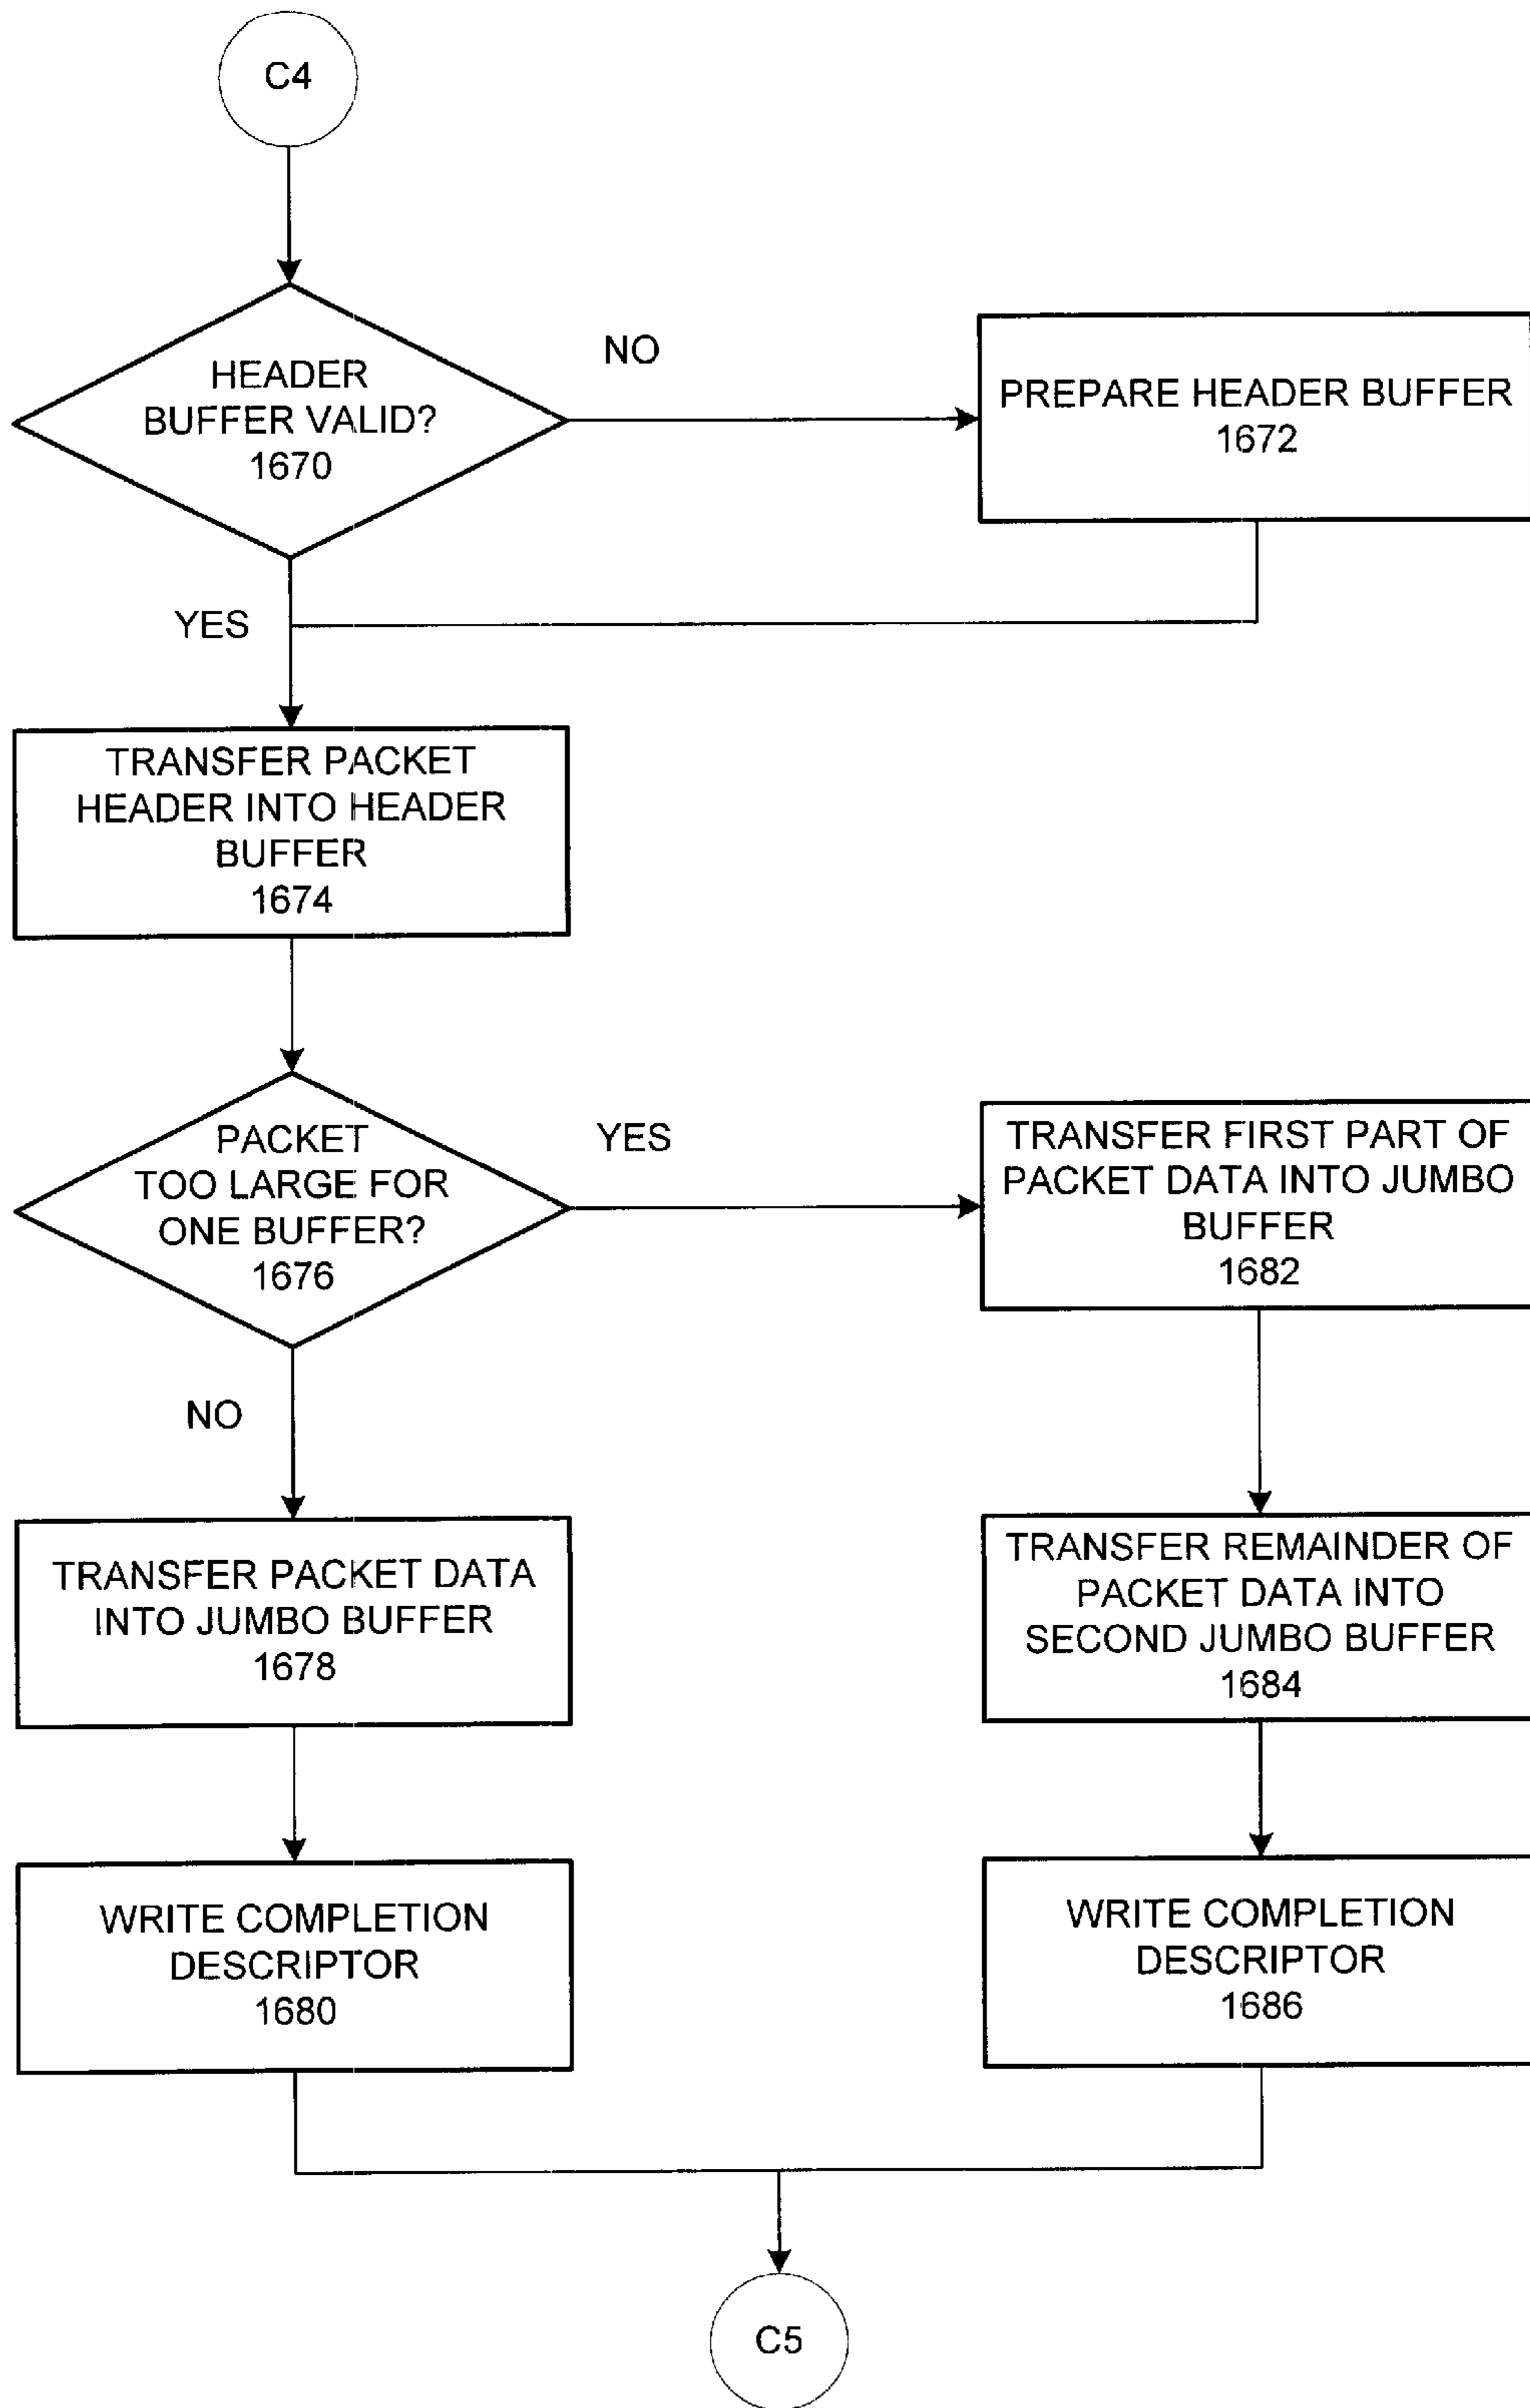 C4
HEADER
BUFFER VALID?
1670
NO
PREPARE HEADER BUFFER
1672
YES
TRANSFER PACKET
HEADER INTO HEADER
BUFFER
1674
PACKET
TOO LARGE FOR
ONE BUFFER?
1676
YES
TRANSFER FIRST PART OF
PACKET DATA INTO JUMBO
BUFFER
1682
NO
TRANSFER PACKET DATA
INTO JUMBO BUFFER
1678
TRANSFER REMAINDER OF
PACKET DATA INTO
SECOND JUMBO BUFFER
1684
WRITE COMPLETION
DESCRIPTOR
1680
WRITE COMPLETION
DESCRIPTOR
1686
C5